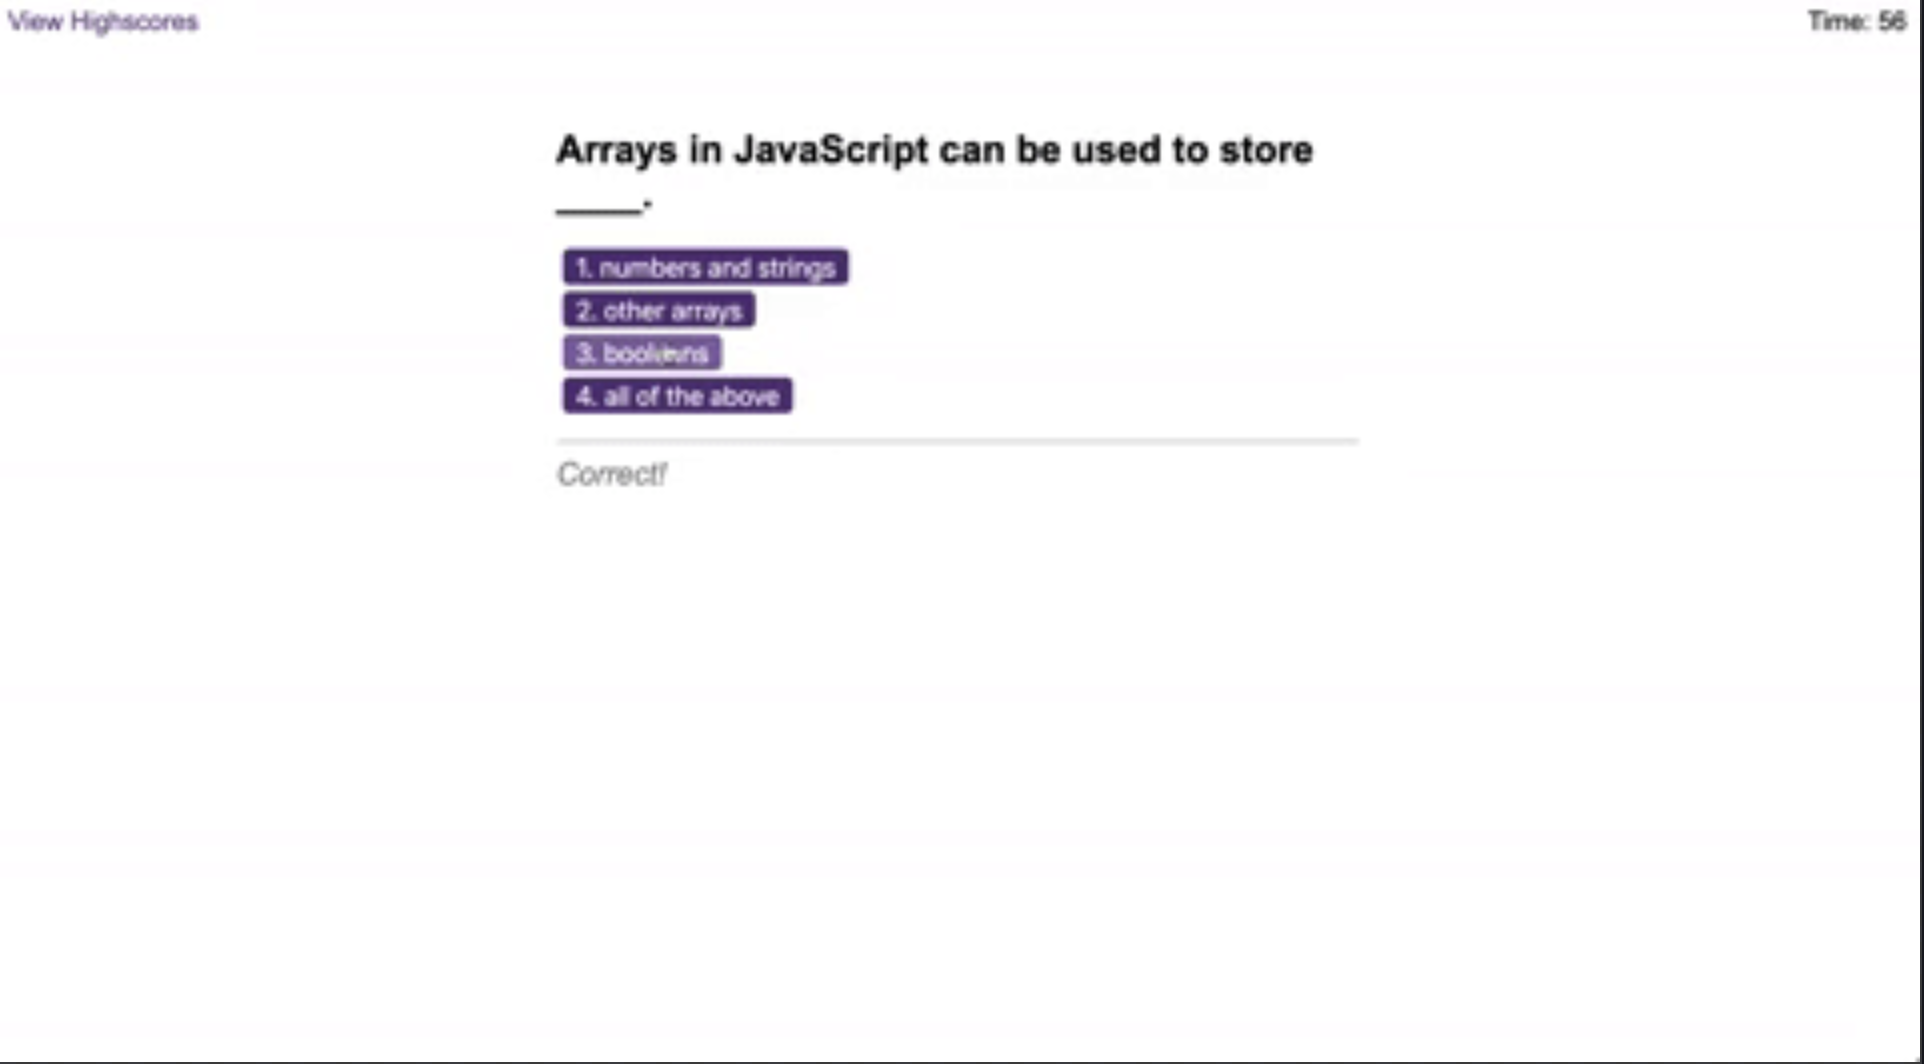 View Highscores
Time: 56
Arrays in JavaScript can be used to store
____.
1. numbers and strings
2. other arrays
3. booleans
4. all of the above
Correct!